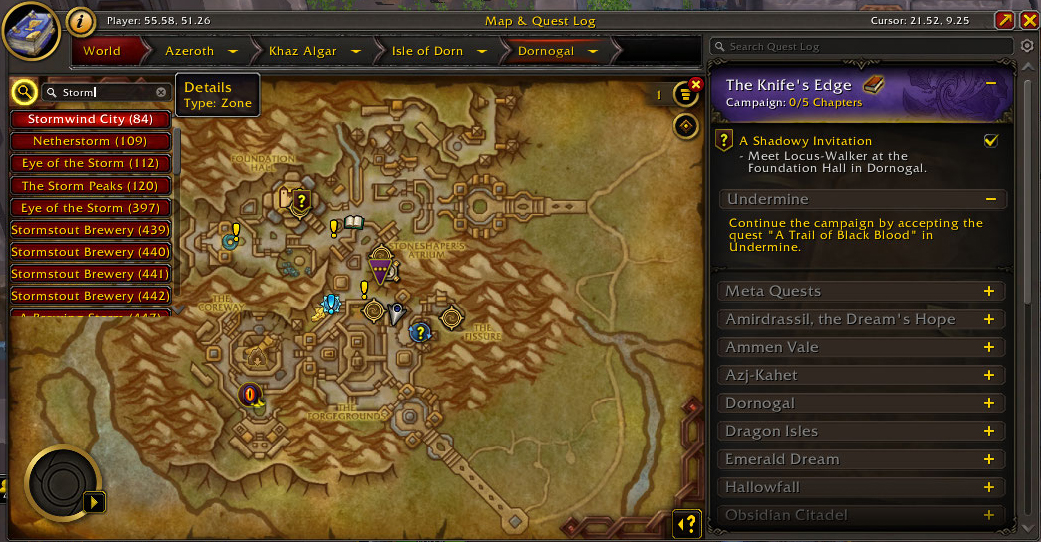 Player: 55.58, 51.26
Map & Quest Log
Cursor: 21.52, 9.25
World
Azeroth
Khaz Algar
Isle of Dorn
Dornogal
Search Quest Log
Storm
Details
Type: Zone
1
Stormwind City (84)
Netherstorm (109)
Eye of the Storm (112)
The Storm Peaks (120)
Eye of the Storm (397)
Stormstout Brewery (439)
Stormstout Brewery (440)
Stormstout Brewery (441)
Stormstout Brewery (442)
A Brewing Storm (447)
FOUNDATION
HALL
STONESHAPER'S
ATRIUM
THE
COREWAY
THE
FISSURE
THE
FORGEGROUNDS
0
The Knife's Edge
Campaign: 0/5 Chapters
A Shadowy Invitation
- Meet Locus-Walker at the
Foundation Hall in Dornogal.
Undermine
Continue the campaign by accepting the
quest "A Trail of Black Blood" in
Undermine.
Meta Quests
Amirdrassil, the Dream's Hope
Ammen Vale
Azj-Kahet
Dornogal
Dragon Isles
Emerald Dream
Hallowfall
Obsidian Citadel